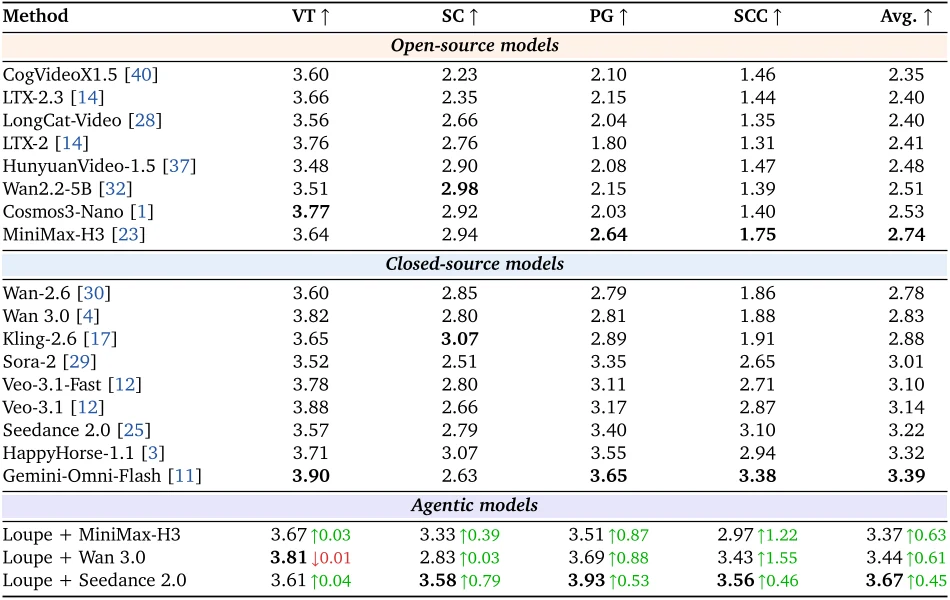 Method VT ↑ SC ↑ PG ↑ SCC ↑ Avg. ↑
Open-source models
CogVideoX1.5 [40] 3.60 2.23 2.10 1.46 2.35
LTX-2.3 [14] 3.66 2.35 2.15 1.44 2.40
LongCat-Video [28] 3.56 2.66 2.04 1.35 2.40
LTX-2 [14] 3.76 2.76 1.80 1.31 2.41
HunyuanVideo-1.5 [37] 3.48 2.90 2.08 1.47 2.48
Wan2.2-5B [32] 3.51 2.98 2.15 1.39 2.51
Cosmos3-Nano [1] 3.77 2.92 2.03 1.40 2.53
MiniMax-H3 [23] 3.64 2.94 2.64 1.75 2.74
Closed-source models
Wan-2.6 [30] 3.60 2.85 2.79 1.86 2.78
Wan 3.0 [4] 3.82 2.80 2.81 1.88 2.83
Kling-2.6 [17] 3.65 3.07 2.89 1.91 2.88
Sora-2 [29] 3.52 2.51 3.35 2.65 3.01
Veo-3.1-Fast [12] 3.78 2.80 3.11 2.71 3.10
Veo-3.1 [12] 3.88 2.66 3.17 2.87 3.14
Seedance 2.0 [25] 3.57 2.79 3.40 3.10 3.22
HappyHorse-1.1 [3] 3.71 3.07 3.55 2.94 3.32
Gemini-Omni-Flash [11] 3.90 2.63 3.65 3.38 3.39
Agentic models
Loupe + MiniMax-H3 3.67 ↑0.03 3.33 ↑0.39 3.51 ↑0.87 2.97 ↑1.22 3.37 ↑0.63
Loupe + Wan 3.0 3.81 ↓0.01 2.83 ↑0.03 3.69 ↑0.88 3.43 ↑1.55 3.44 ↑0.61
Loupe + Seedance 2.0 3.61 ↑0.04 3.58 ↑0.79 3.93 ↑0.53 3.56 ↑0.46 3.67 ↑0.45